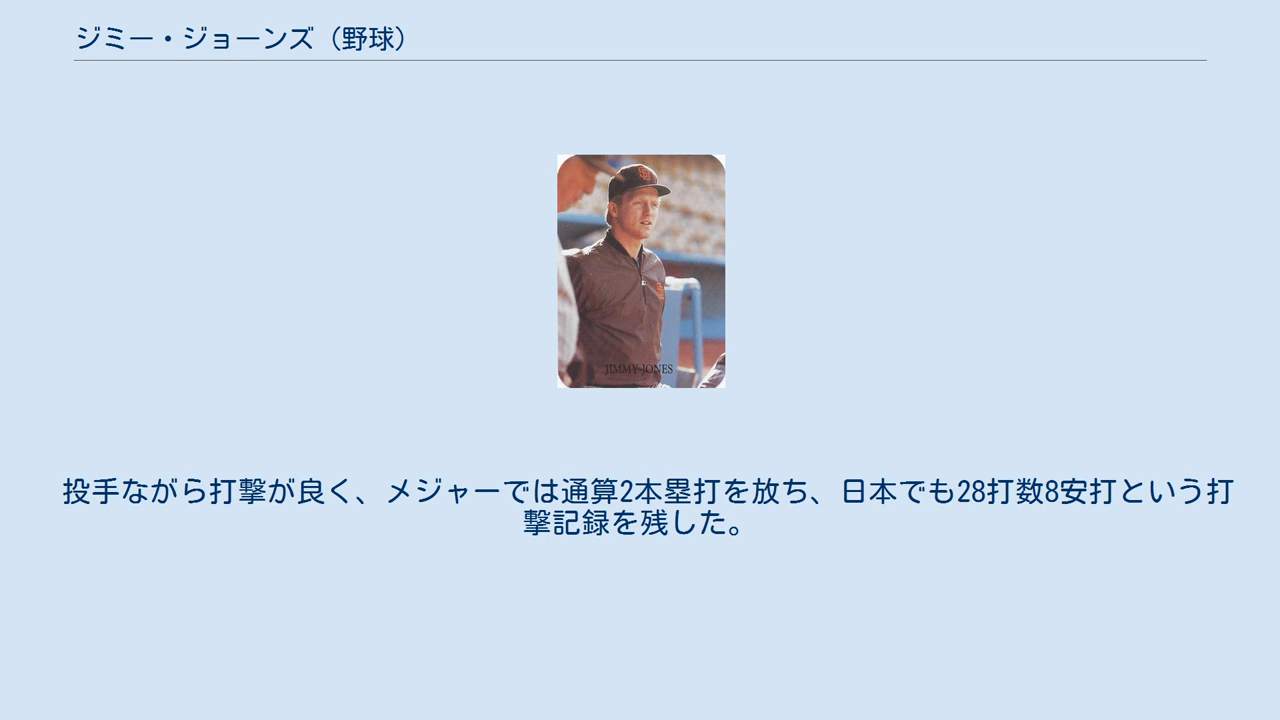 ジミー・ジョーンズ（野球）
JIMMY JONES
投手ながら打撃が良く、メジャーでは通算2本塁打を放ち、日本でも28打数8安打という打
撃記録を残した。